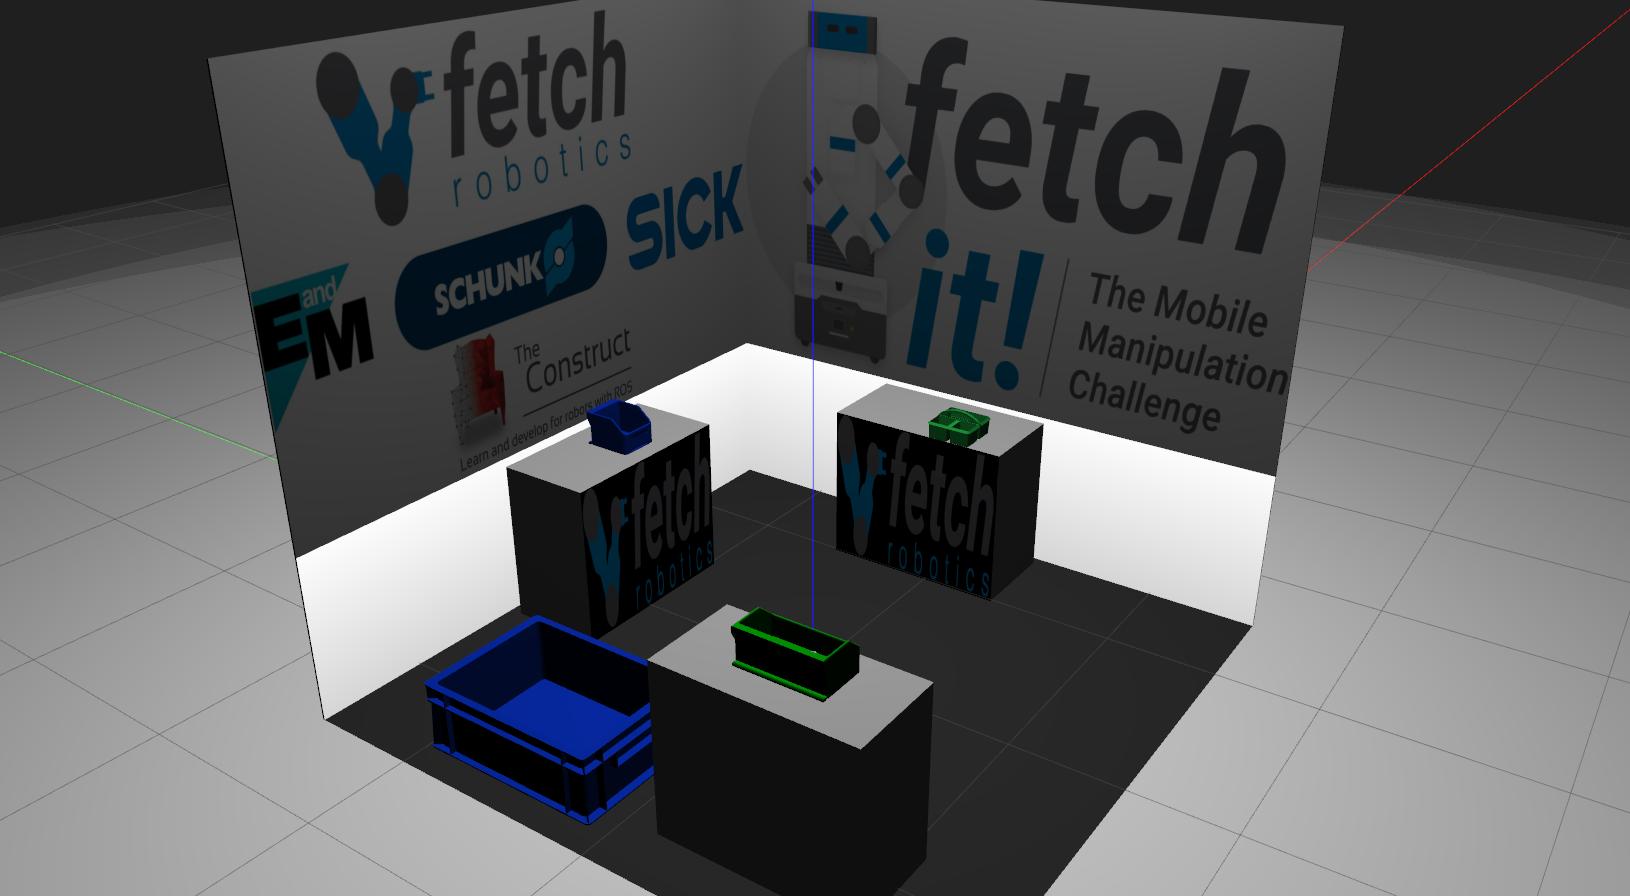 fetch
robotics
SICK
SCHUNK
and
E M
The
Construct
Learn and develop for robots with ROS
fetch
it!
The Mobile
Manipulation
Challenge
fetch
robotics
fetch
robotics